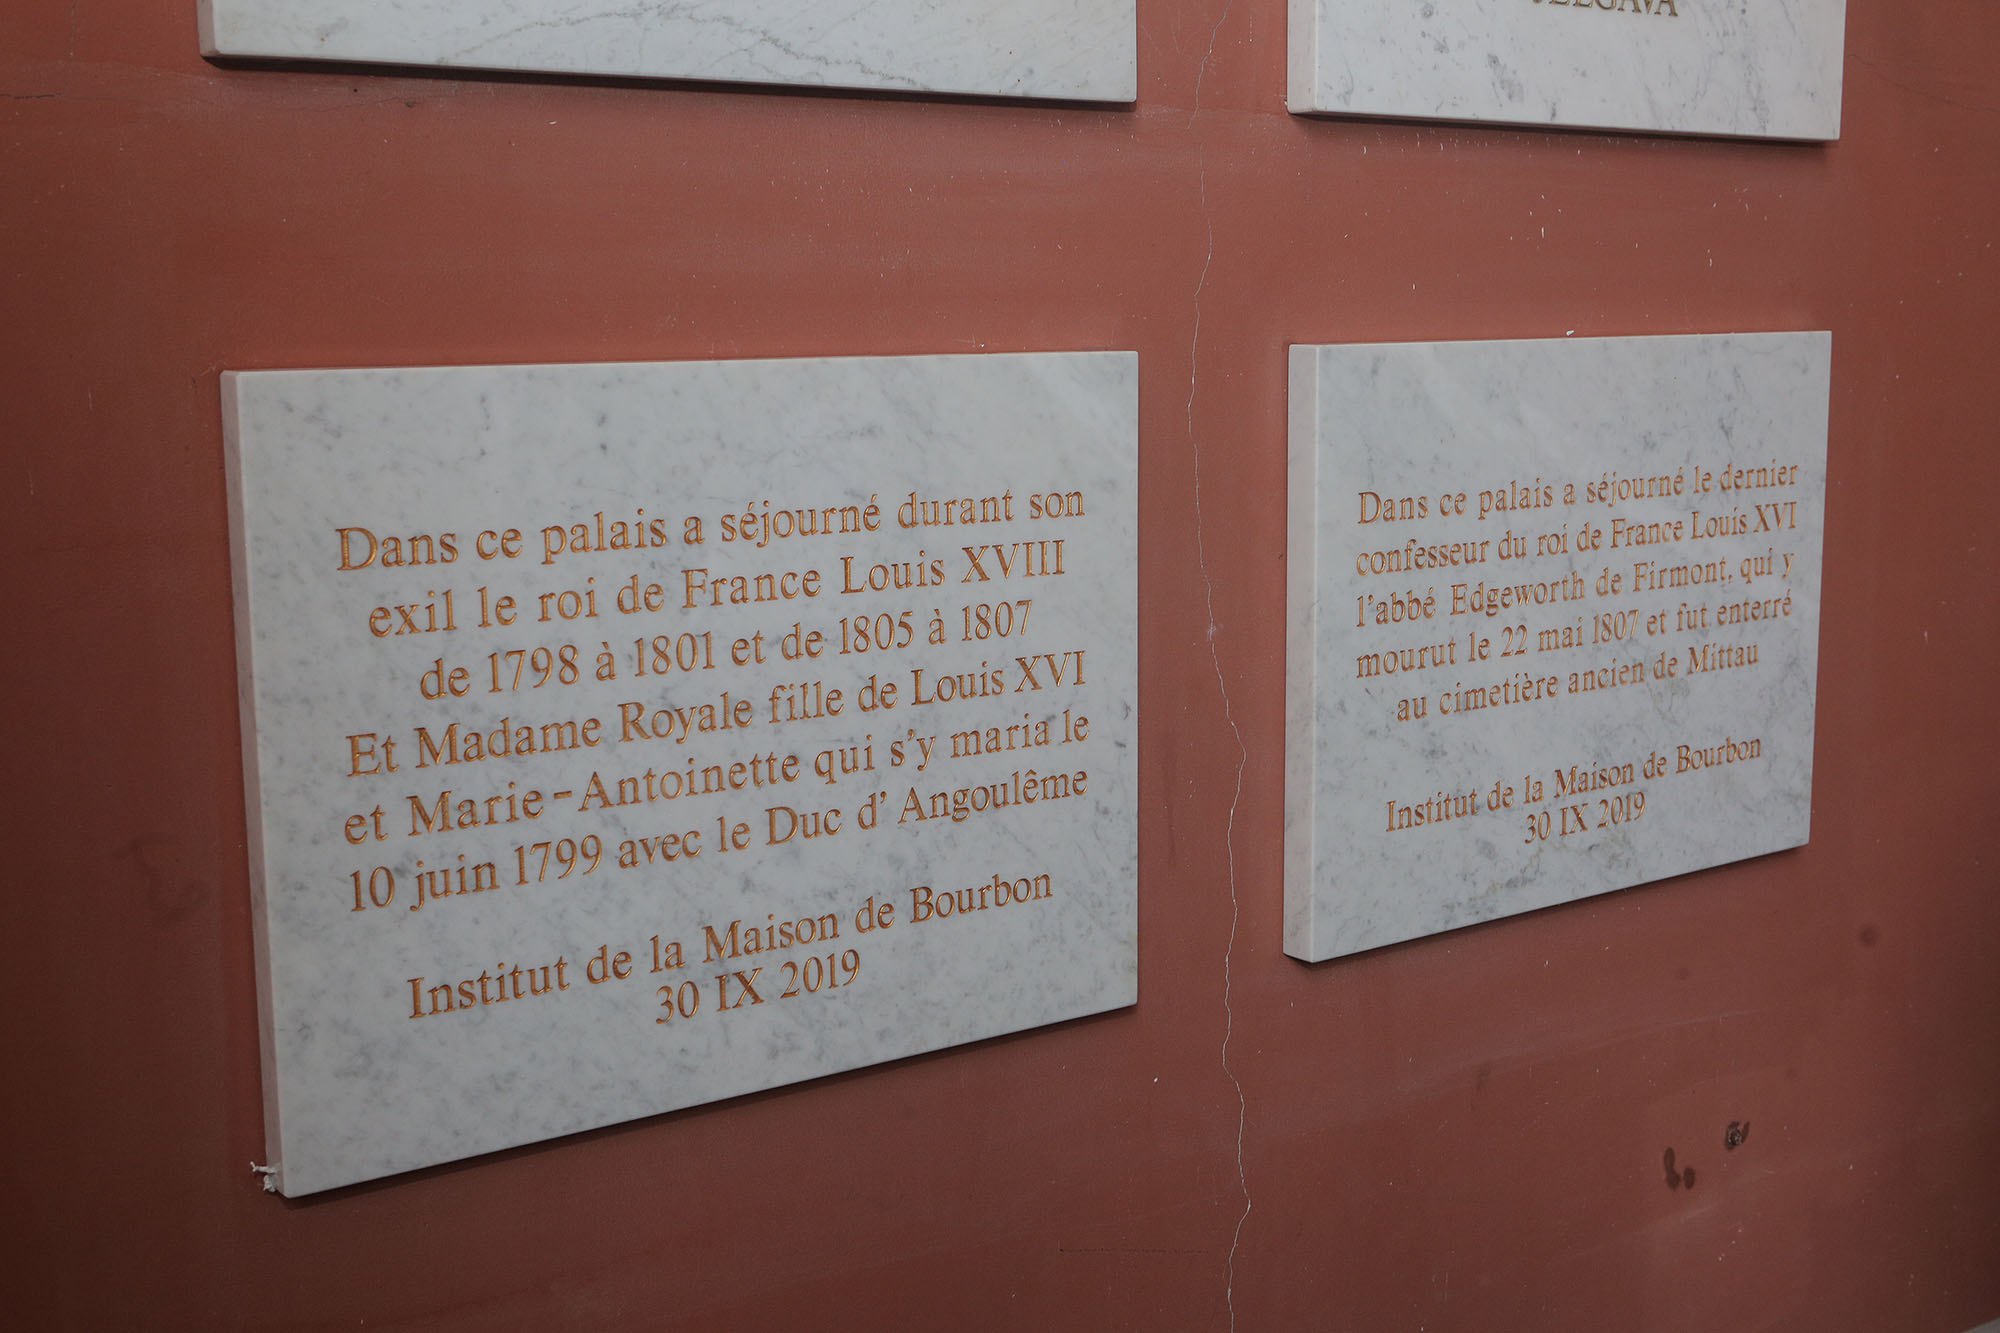 JELGAVA
Dans ce palais a séjourné durant son
exil le roi de France Louis XVIII
de 1798 à 1801 et de 1805 à 1807
Et Madame Royale fille de Louis XVI
et Marie-Antoinette qui s'y maria le
10 juin 1799 avec le Duc d' Angoulême
Institut de la Maison de Bourbon
30 IX 2019
Dans ce palais a séjourné le dernier
confesseur du roi de France Louis XVI
l'abbé Edgeworth de Firmont, qui y
mourut le 22 mai 1807 et fut enterré
au cimetière ancien de Mittau
Institut de la Maison de Bourbon
30 IX 2019